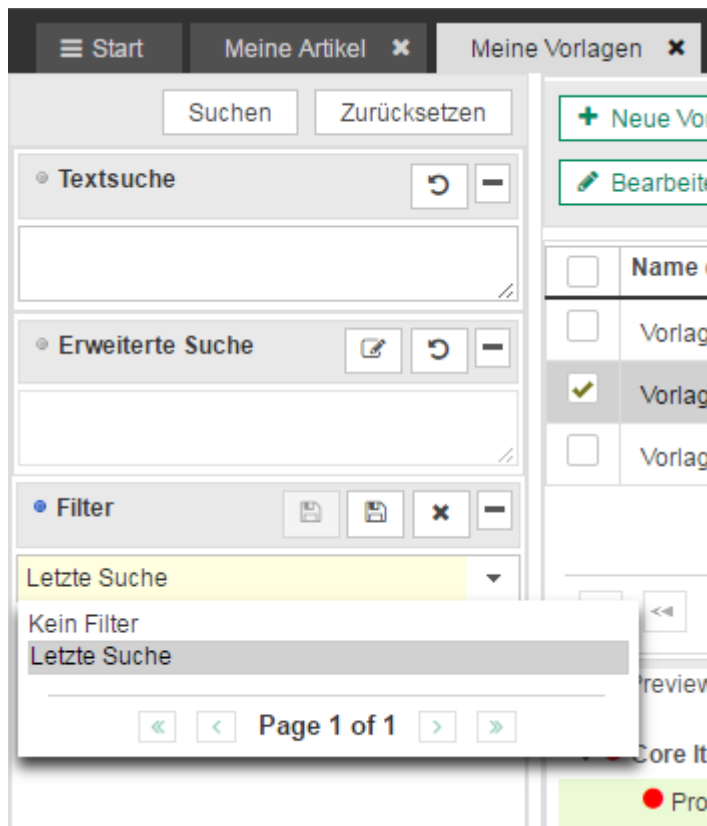 Start
Meine Artikel
Meine Vorlagen
Suchen
Zurücksetzen
Textsuche
Erweiterte Suche
Filter
Letzte Suche
Kein Filter
Letzte Suche
Page 1 of 1
Neue Vor
Bearbeite
Name
Vorlag
Vorlag
Vorlag
Preview
Core It
Pro